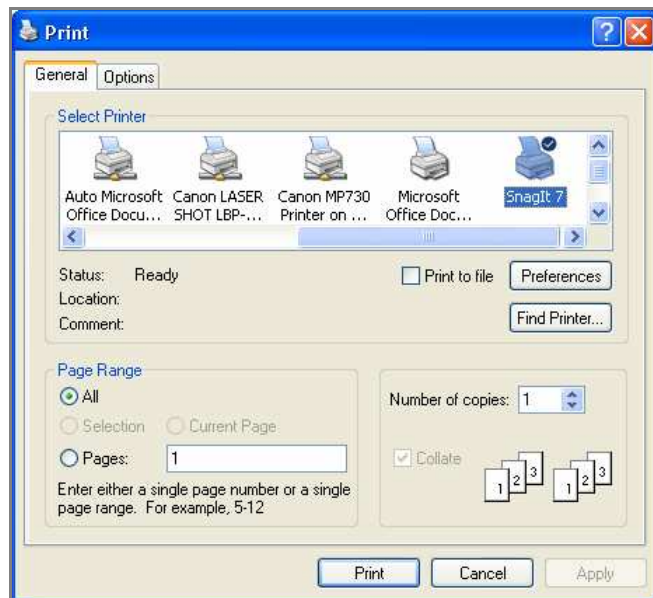 Print
General Options
Select Printer
Auto Microsoft Office Docu...
Canon LASER SHOT LBP-...
Canon MP730 Printer on ...
Microsoft Office Doc...
SnagIt 7
Status: Ready
Print to file
Preferences
Location:
Comment:
Find Printer...
Page Range
All
Selection Current Page
Pages: 1
Enter either a single page number or a single
page range. For example, 5-12
Number of copies: 1
Collate
1 2 3 1 2 3
Print Cancel Apply